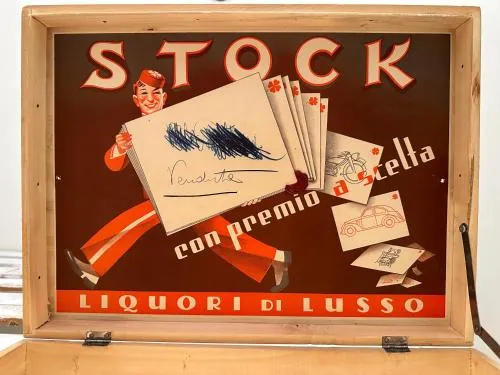 STOCK
Vendita
con premio a scelta
LIQUORI DI LUSSO